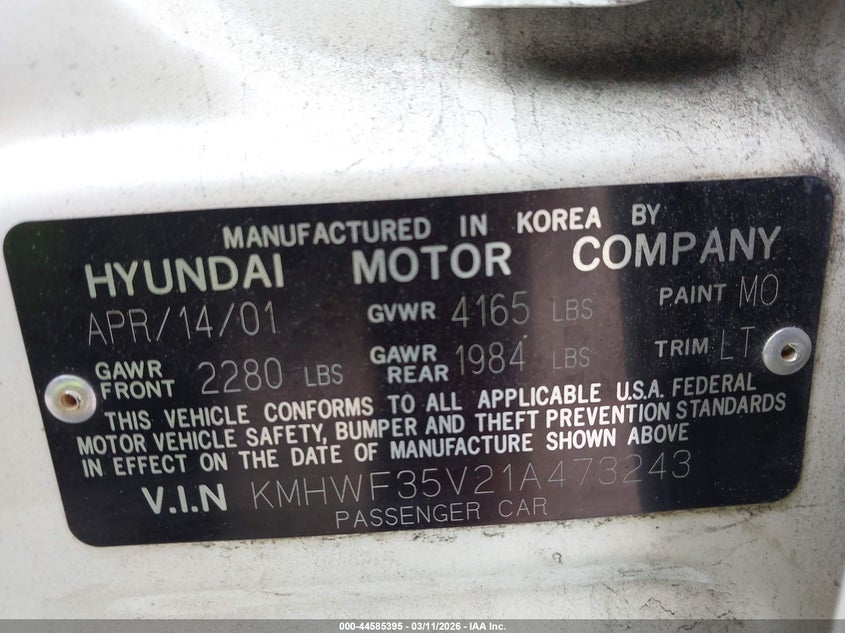 MANUFACTURED IN KOREA BY
HYUNDAI MOTOR COMPANY
APR/14/01 GVWR 4165 LBS PAINT MO
GAWR FRONT 2280 LBS GAWR REAR 1984 LBS TRIM LT
THIS VEHICLE CONFORMS TO ALL APPLICABLE U.S.A. FEDERAL
MOTOR VEHICLE SAFETY, BUMPER AND THEFT PREVENTION STANDARDS
IN EFFECT ON THE DATE OF MANUFACTURE SHOWN ABOVE
V.I.N KMHWF35V21A473243
PASSENGER CAR
000-44585395 - 03/11/2026 - IAA Inc.